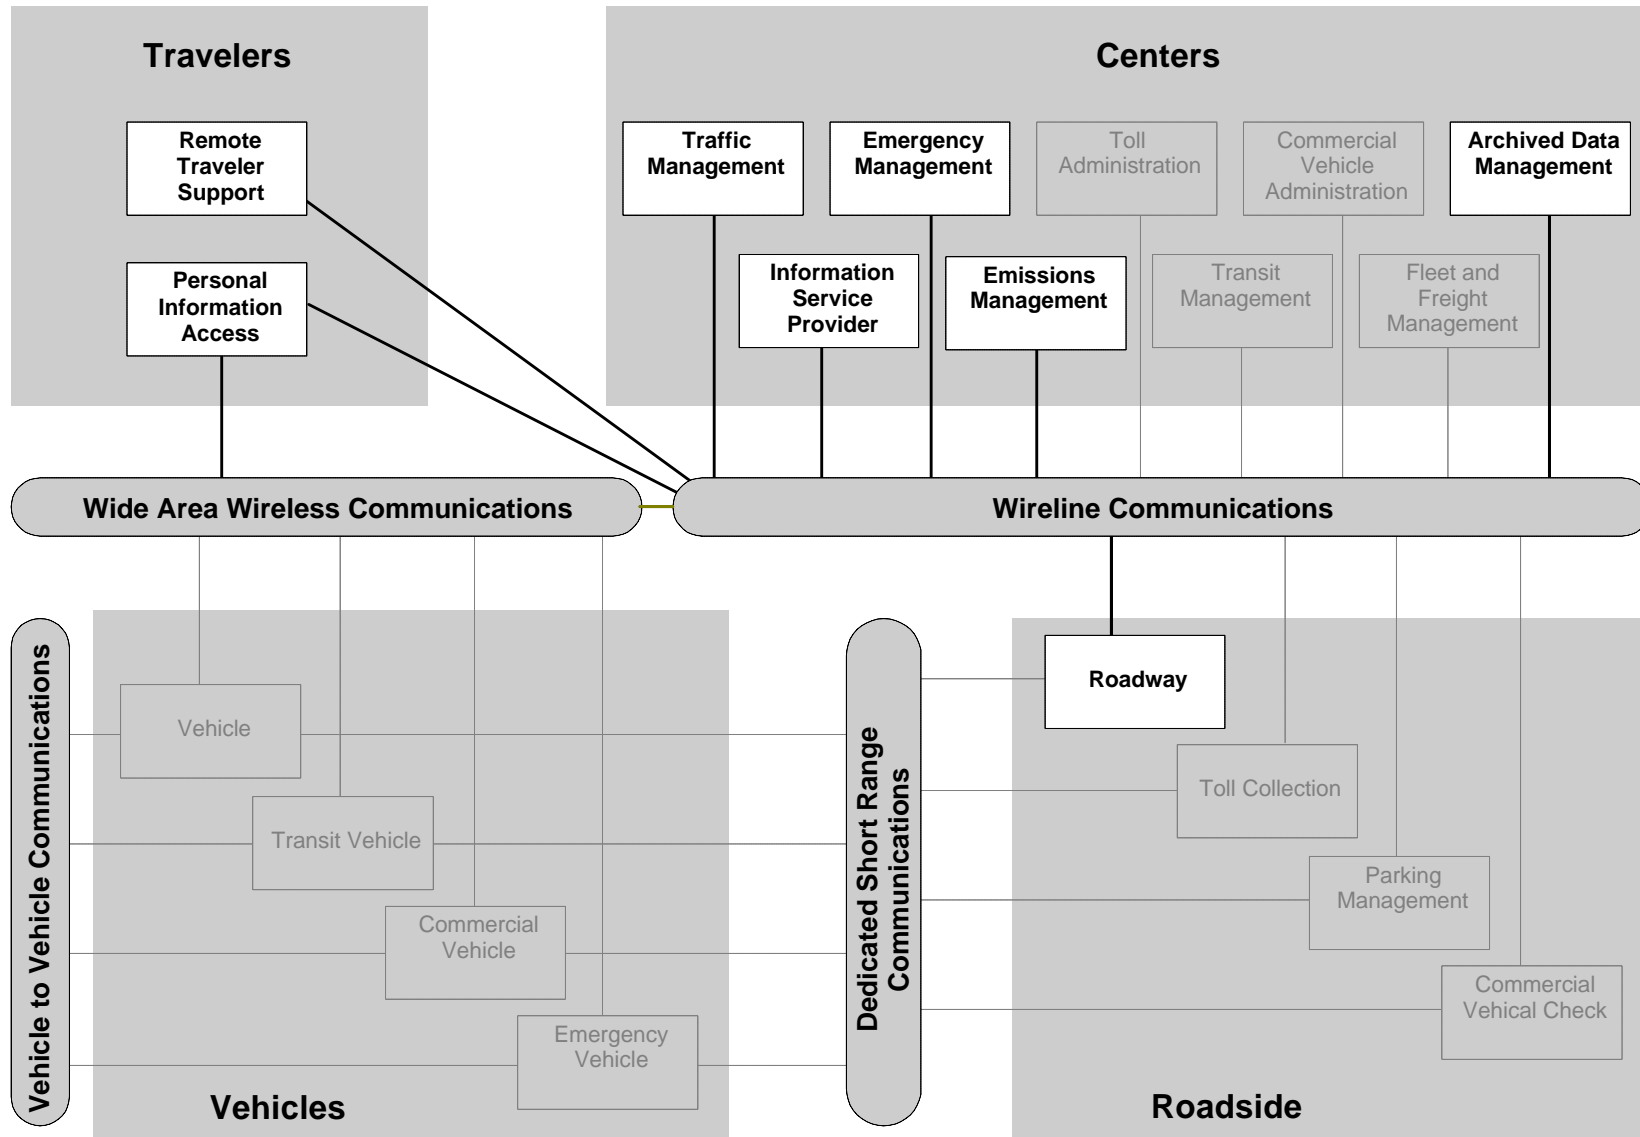 Travelers
Centers
Remote
Traveler
Support
Traffic
Management
Emergency
Management
Toll
Administration
Commercial
Vehicle
Administration
Archived Data
Management
Personal
Information
Access
Information
Service
Provider
Emissions
Management
Transit
Management
Fleet and
Freight
Management
Wide Area Wireless Communications
Wireline Communications
Vehicle to Vehicle Communications
Vehicle
Transit Vehicle
Commercial
Vehicle
Emergency
Vehicle
Vehicles
Dedicated Short Range
Communications
Roadway
Toll Collection
Parking
Management
Commercial
Vehical Check
Roadside